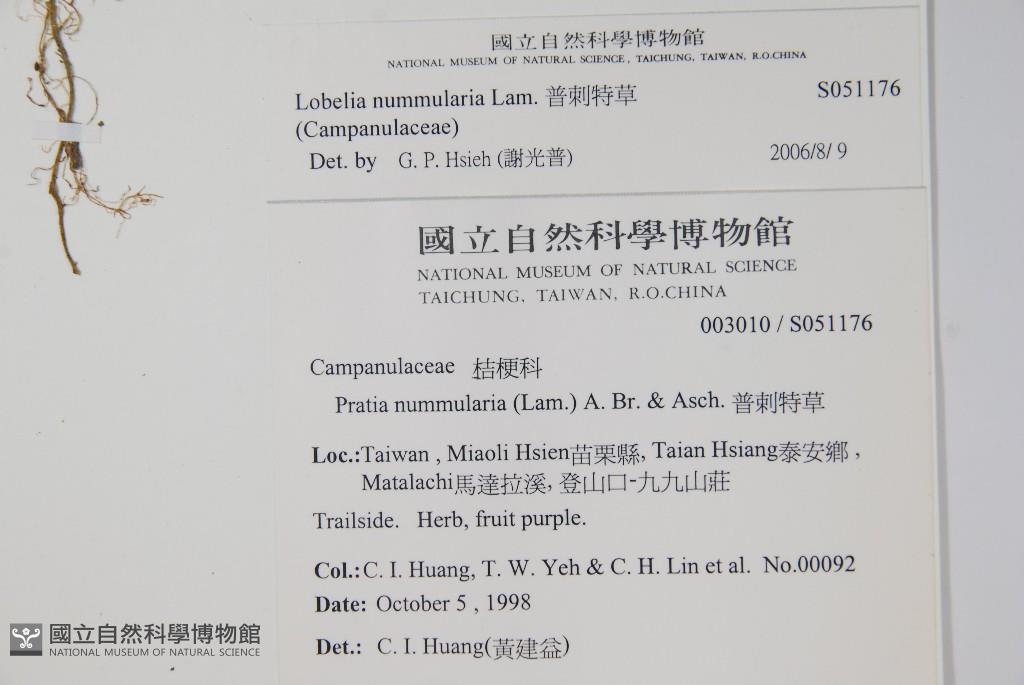 國立自然科學博物館
NATIONAL MUSEUM OF NATURAL SCIENCE, TAICHUNG, TAIWAN, R.O.CHINA
Lobelia nummularia Lam. 普剌特草 S051176
(Campanulaceae)
Det. by G. P. Hsieh (謝光普) 2006/8/ 9
國立自然科學博物館
NATIONAL MUSEUM OF NATURAL SCIENCE
TAICHUNG, TAIWAN, R.O.CHINA
003010 / S051176
Campanulaceae 桔梗科
Pratia nummularia (Lam.) A. Br. & Asch. 普剌特草
Loc.:Taiwan , Miaoli Hsien苗栗縣, Taian Hsiang泰安鄉 ,
Matalachi馬達拉溪, 登山口-九九山莊
Trailside. Herb, fruit purple.
Col.:C. I. Huang, T. W. Yeh & C. H. Lin et al. No.00092
Date: October 5 , 1998
Det.: C. I. Huang(黃建益)
國立自然科學博物館
NATIONAL MUSEUM OF NATURAL SCIENCE